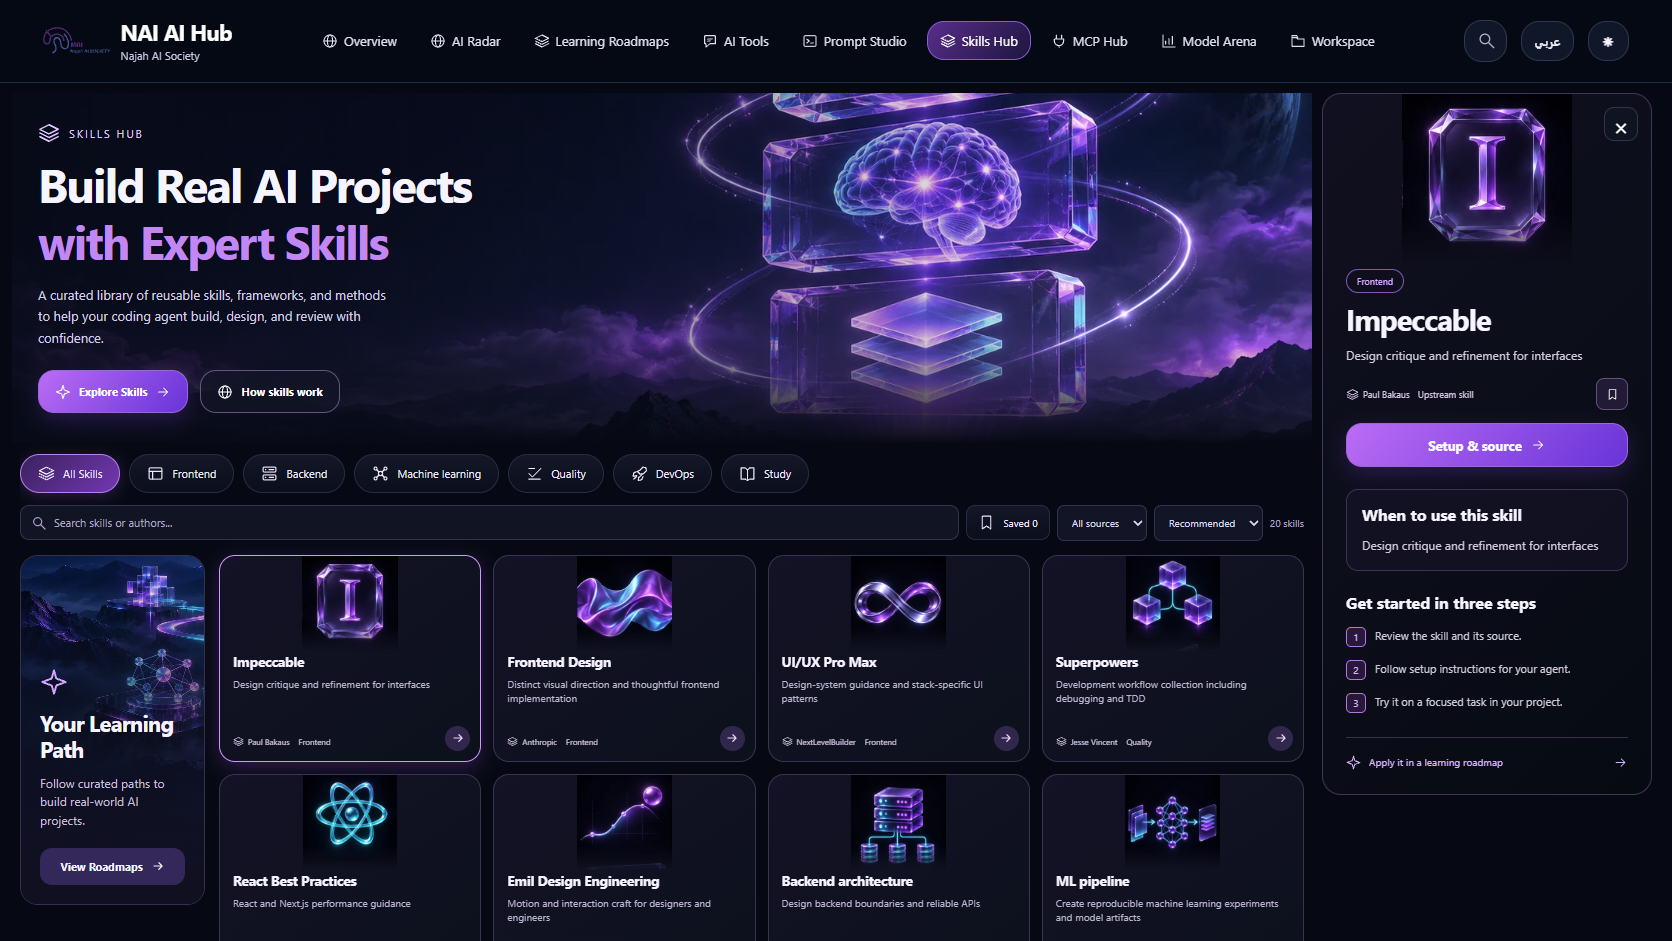 NAI AI Hub
Najah AI Society
Overview
AI Radar
Learning Roadmaps
AI Tools
Prompt Studio
Skills Hub
MCP Hub
Model Arena
Workspace
عربي
SKILLS HUB
Build Real AI Projects
with Expert Skills
A curated library of reusable skills, frameworks, and methods
to help your coding agent build, design, and review with
confidence.
Explore Skills
How skills work
All Skills
Frontend
Backend
Machine learning
Quality
DevOps
Study
Search skills or authors...
Saved 0
All sources
Recommended
20 skills
Your Learning
Path
Follow curated paths to
build real-world AI
projects.
View Roadmaps
I
Impeccable
Design critique and refinement for interfaces
Paul Bakaus Frontend
Frontend Design
Distinct visual direction and thoughtful frontend
implementation
Anthropic Frontend
UI/UX Pro Max
Design-system guidance and stack-specific UI
patterns
NextLevelBuilder Frontend
Superpowers
Development workflow collection including
debugging and TDD
Jesse Vincent Quality
React Best Practices
React and Next.js performance guidance
Emil Design Engineering
Motion and interaction craft for designers and
engineers
Backend architecture
Design backend boundaries and reliable APIs
ML pipeline
Create reproducible machine learning experiments
and model artifacts
I
Frontend
Impeccable
Design critique and refinement for interfaces
Paul Bakaus Upstream skill
Setup & source
When to use this skill
Design critique and refinement for interfaces
Get started in three steps
1 Review the skill and its source.
2 Follow setup instructions for your agent.
3 Try it on a focused task in your project.
Apply it in a learning roadmap